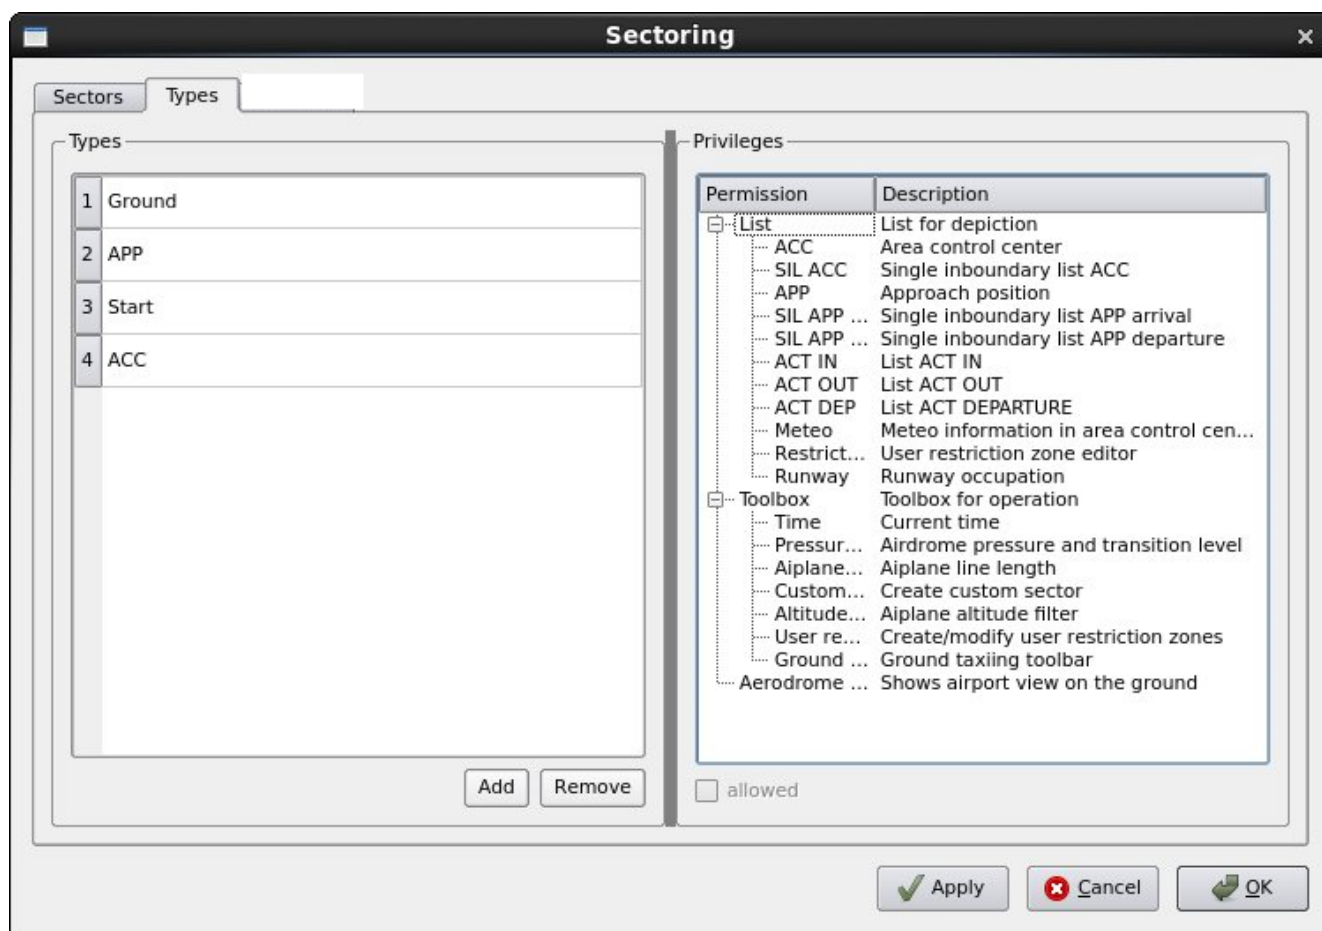 Sectoring
Sectors Types
Types
1 Ground
2 APP
3 Start
4 ACC
Add Remove
Privileges
Permission Description
List List for depiction
ACC Area control center
SIL ACC Single inboundary list ACC
APP Approach position
SIL APP ... Single inboundary list APP arrival
SIL APP ... Single inboundary list APP departure
ACT IN List ACT IN
ACT OUT List ACT OUT
ACT DEP List ACT DEPARTURE
Meteo Meteo information in area control cen...
Restrict... User restriction zone editor
Runway Runway occupation
Toolbox Toolbox for operation
Time Current time
Pressur... Airdrome pressure and transition level
Aiplane... Aiplane line length
Custom... Create custom sector
Altitude... Aiplane altitude filter
User re... Create/modify user restriction zones
Ground ... Ground taxiing toolbar
Aerodrome ... Shows airport view on the ground
allowed
Apply Cancel OK